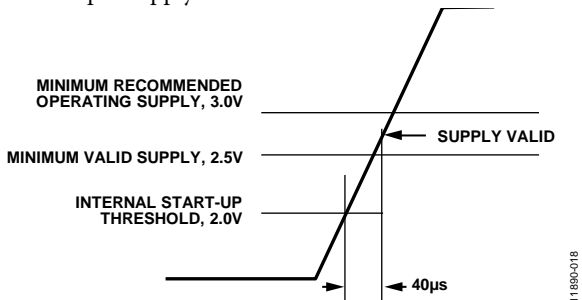 MINIMUM RECOMMENDED
OPERATING SUPPLY, 3.0V
SUPPLY VALID
MINIMUM VALID SUPPLY, 2.5V
INTERNAL START-UP
THRESHOLD, 2.0V
40µs
11890-018